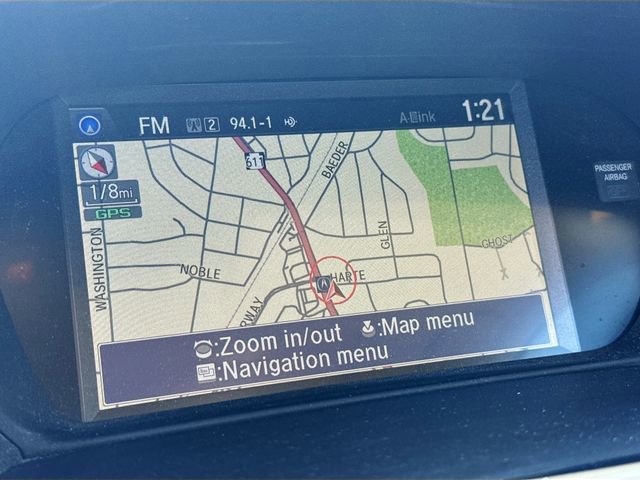 FM 2 94.1-1 A-Link 1:21
PASSENGER
AIRBAG
611
BAEDER
1/8mi
GPS
WASHINGTON
NOBLE
GLEN
GHOST
HARTE
RWAY
:Zoom in/out :Map menu
:Navigation menu